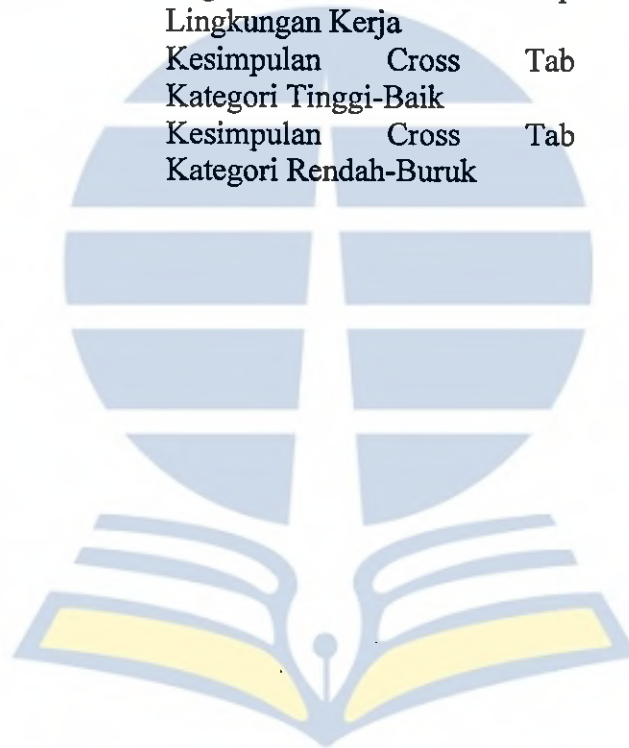 Lingkungan Kerja
Kesimpulan Cross Tab
Kategori Tinggi-Baik
Kesimpulan Cross Tab
Kategori Rendah-Buruk